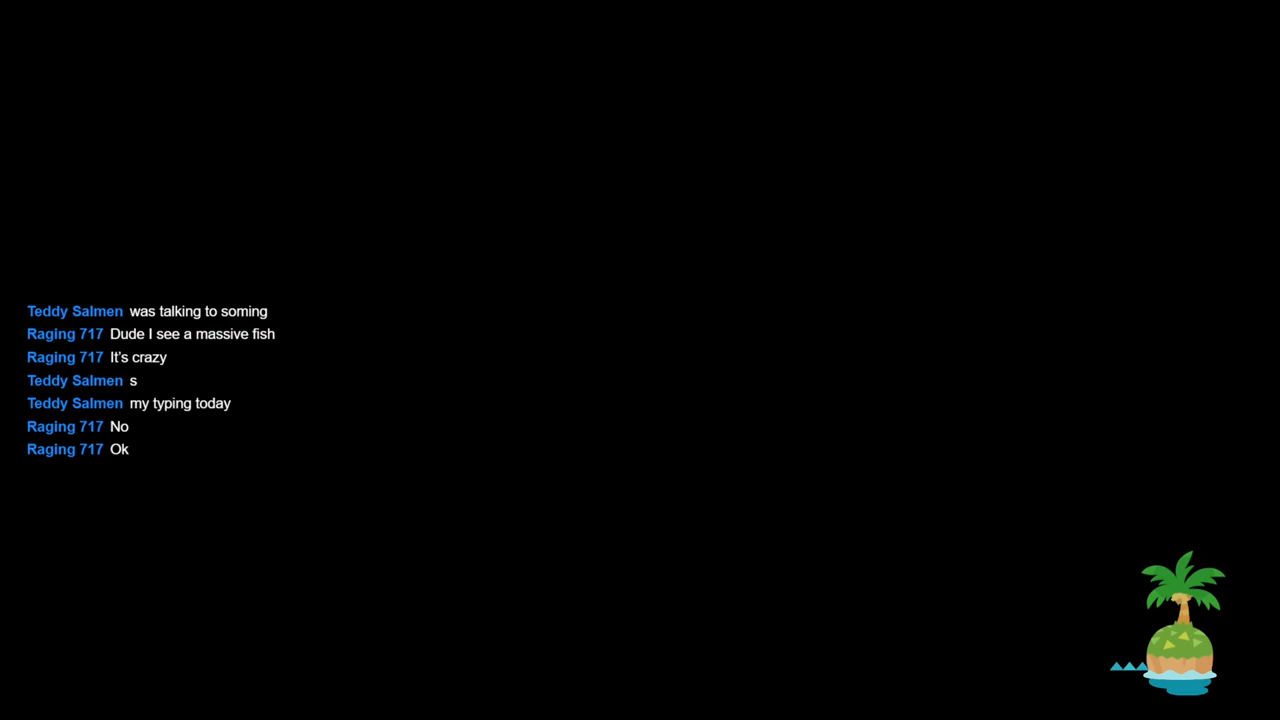 Teddy Salmen was talking to soming
Raging 717 Dude I see a massive fish
Raging 717 It's crazy
Teddy Salmen s
Teddy Salmen my typing today
Raging 717 No
Raging 717 Ok